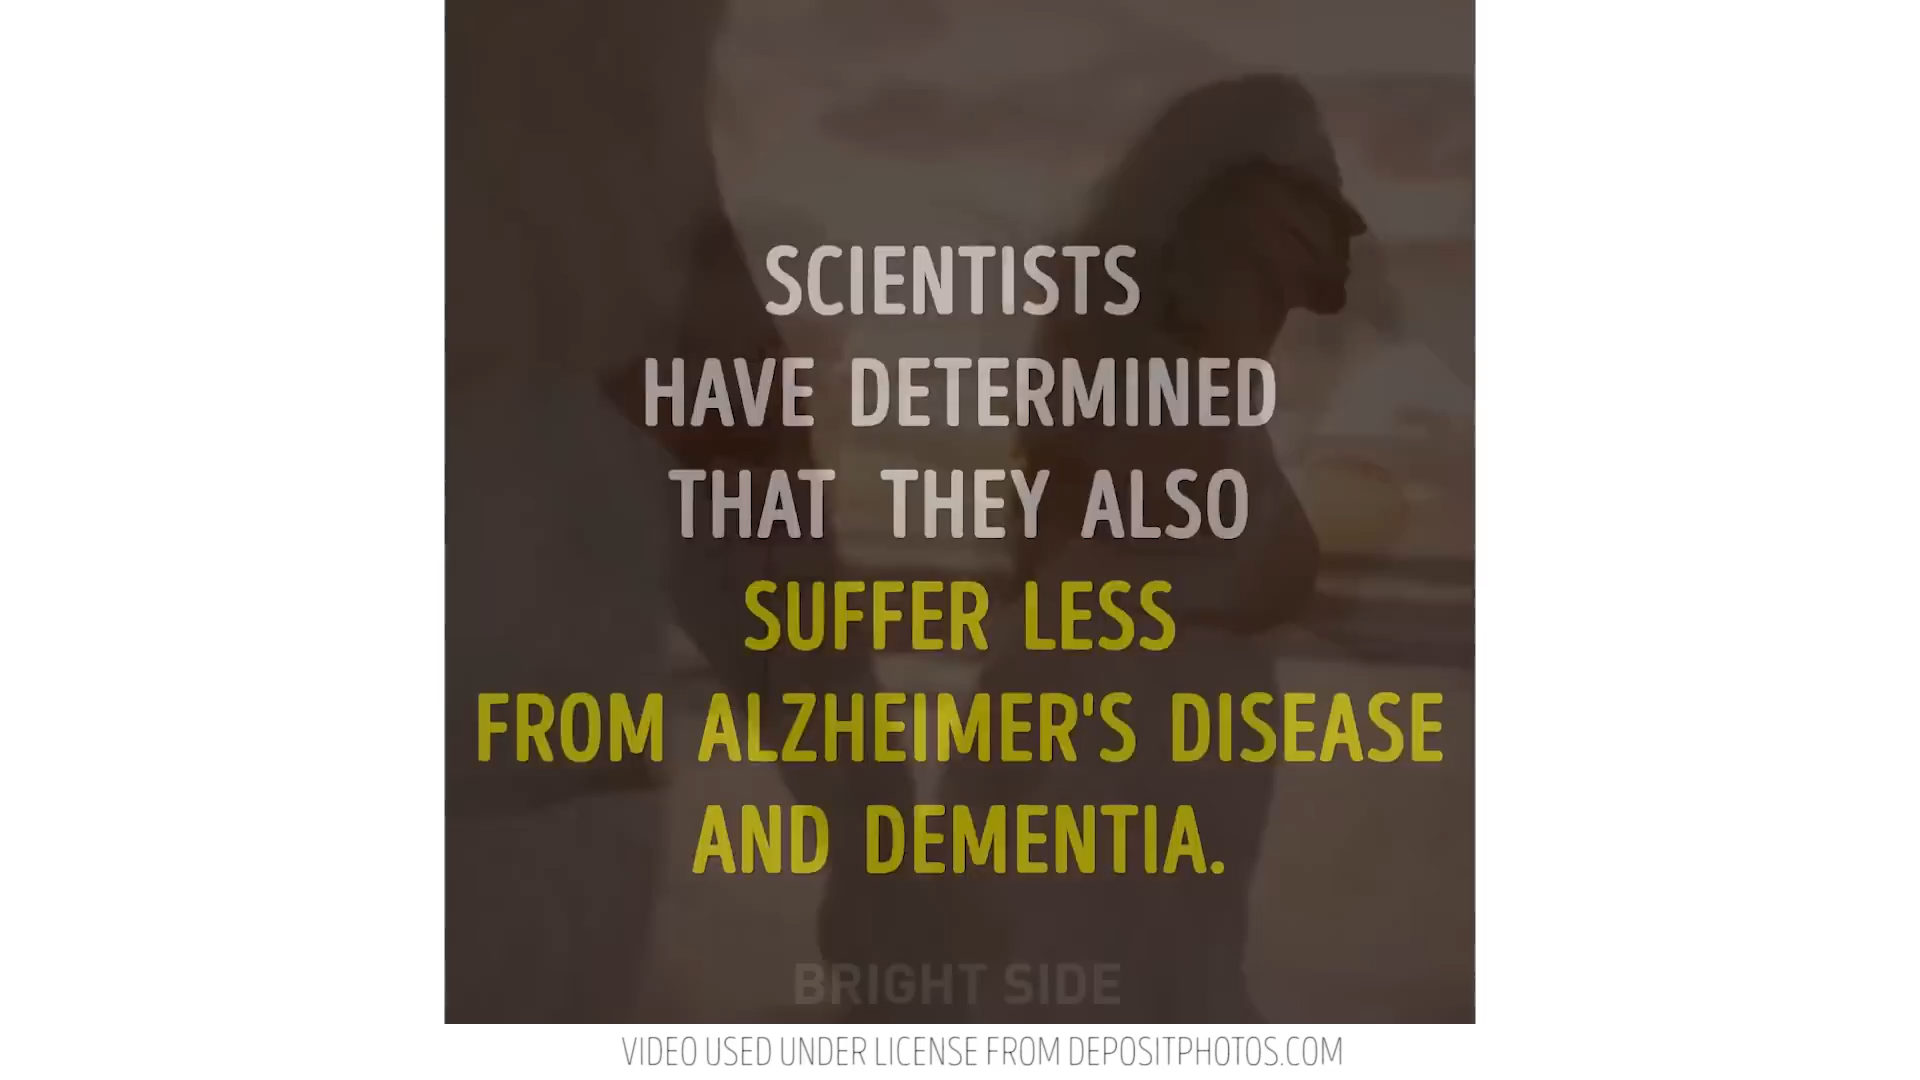 SCIENTISTS
HAVE DETERMINED
THAT THEY ALSO
SUFFER LESS
FROM ALZHEIMER'S DISEASE
AND DEMENTIA.
BRIGHT SIDE
VIDEO USED UNDER LICENSE FROM DEPOSITPHOTOS.COM